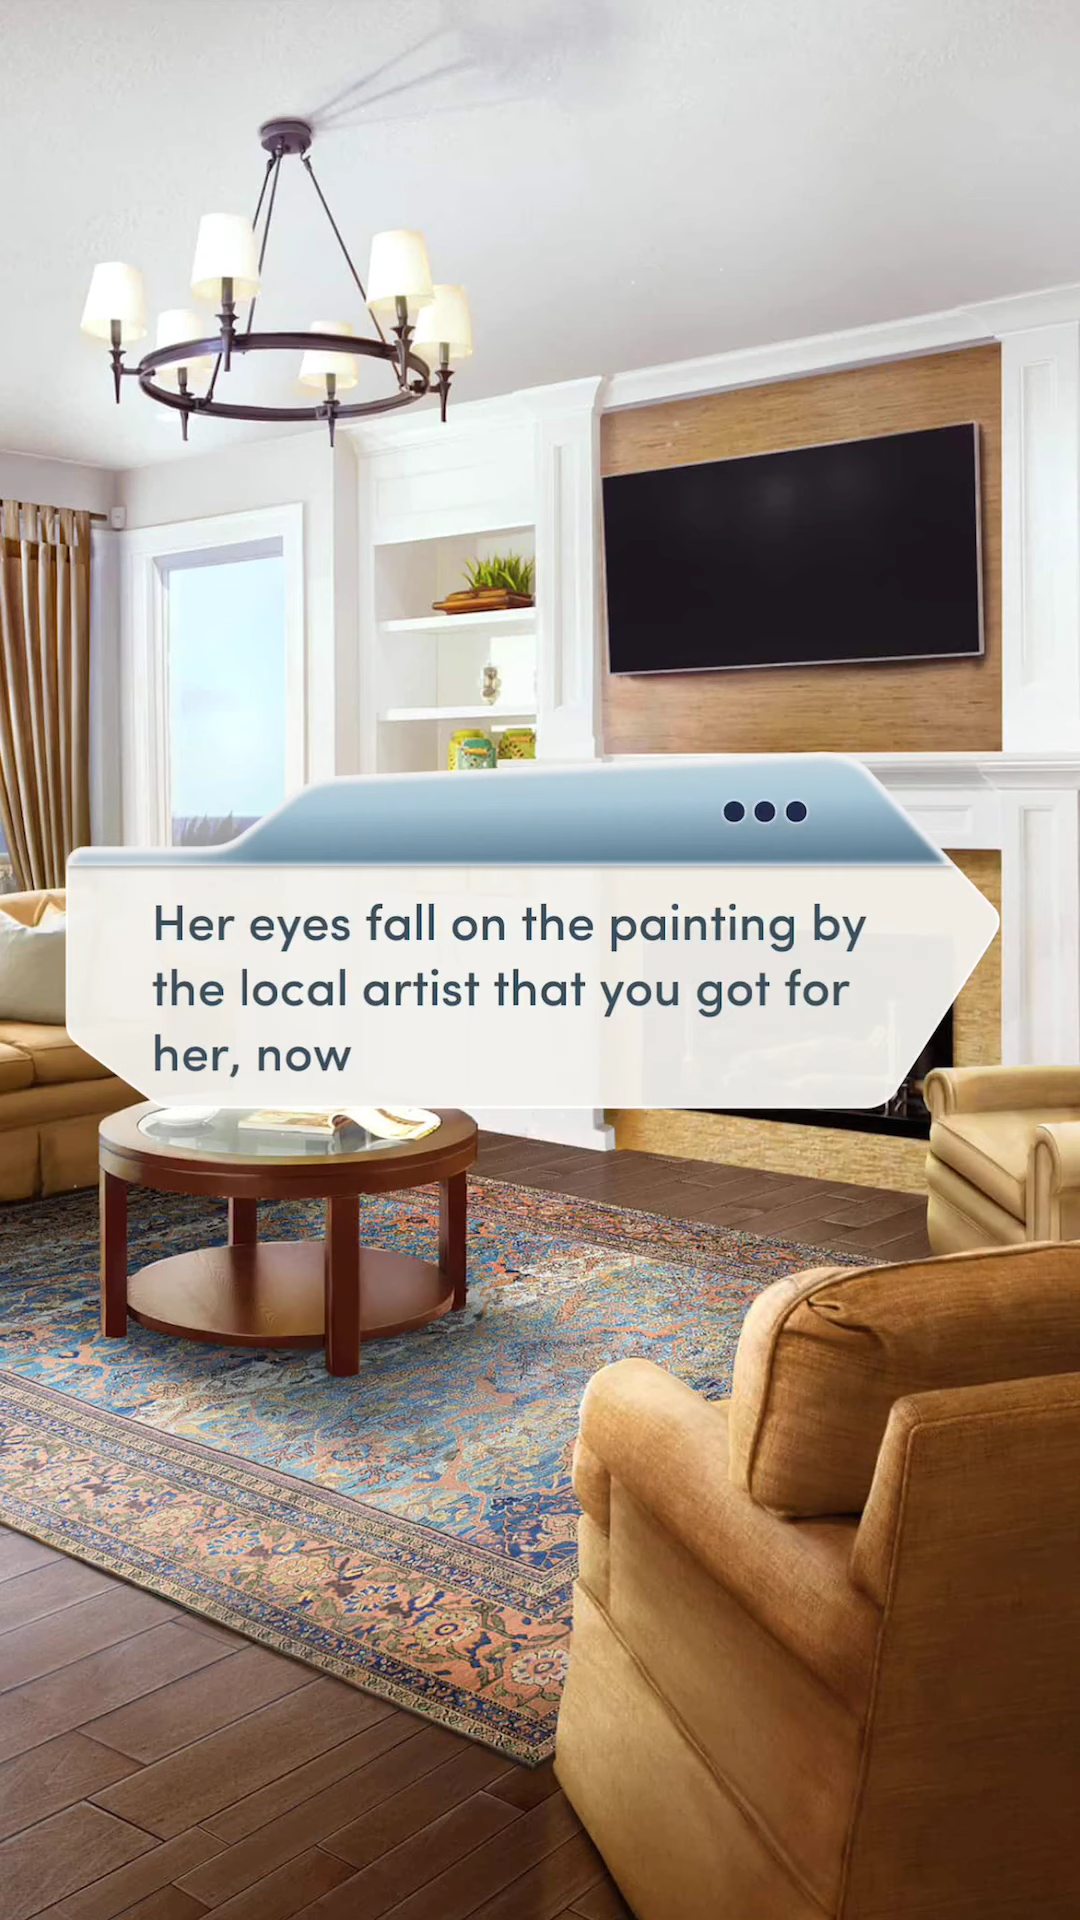 Her eyes fall on the painting by
the local artist that you got for
her, now